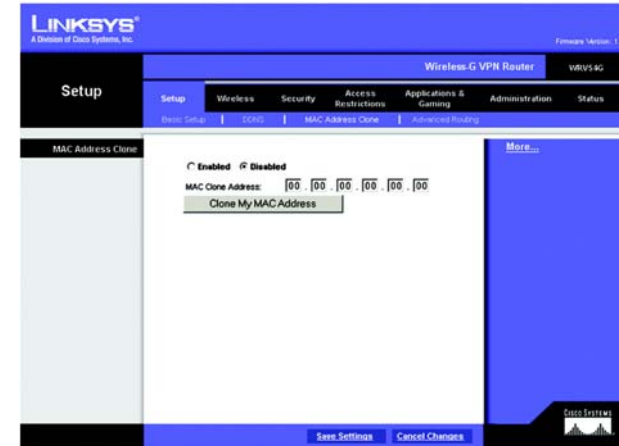 LINKSYS®
A Division of Cisco Systems, Inc.
Firmware Version: 1
Wireless-G VPN Router WRV54G
Setup
Setup Wireless Security Access Restrictions Applications & Gaming Administration Status
Basic Setup | DDNS | MAC Address Clone | Advanced Routing
MAC Address Clone
Enabled Disabled
More...
MAC Clone Address: 00 . 00 . 00 . 00 . 00 . 00
Clone My MAC Address
Save Settings Cancel Changes
CISCO SYSTEMS